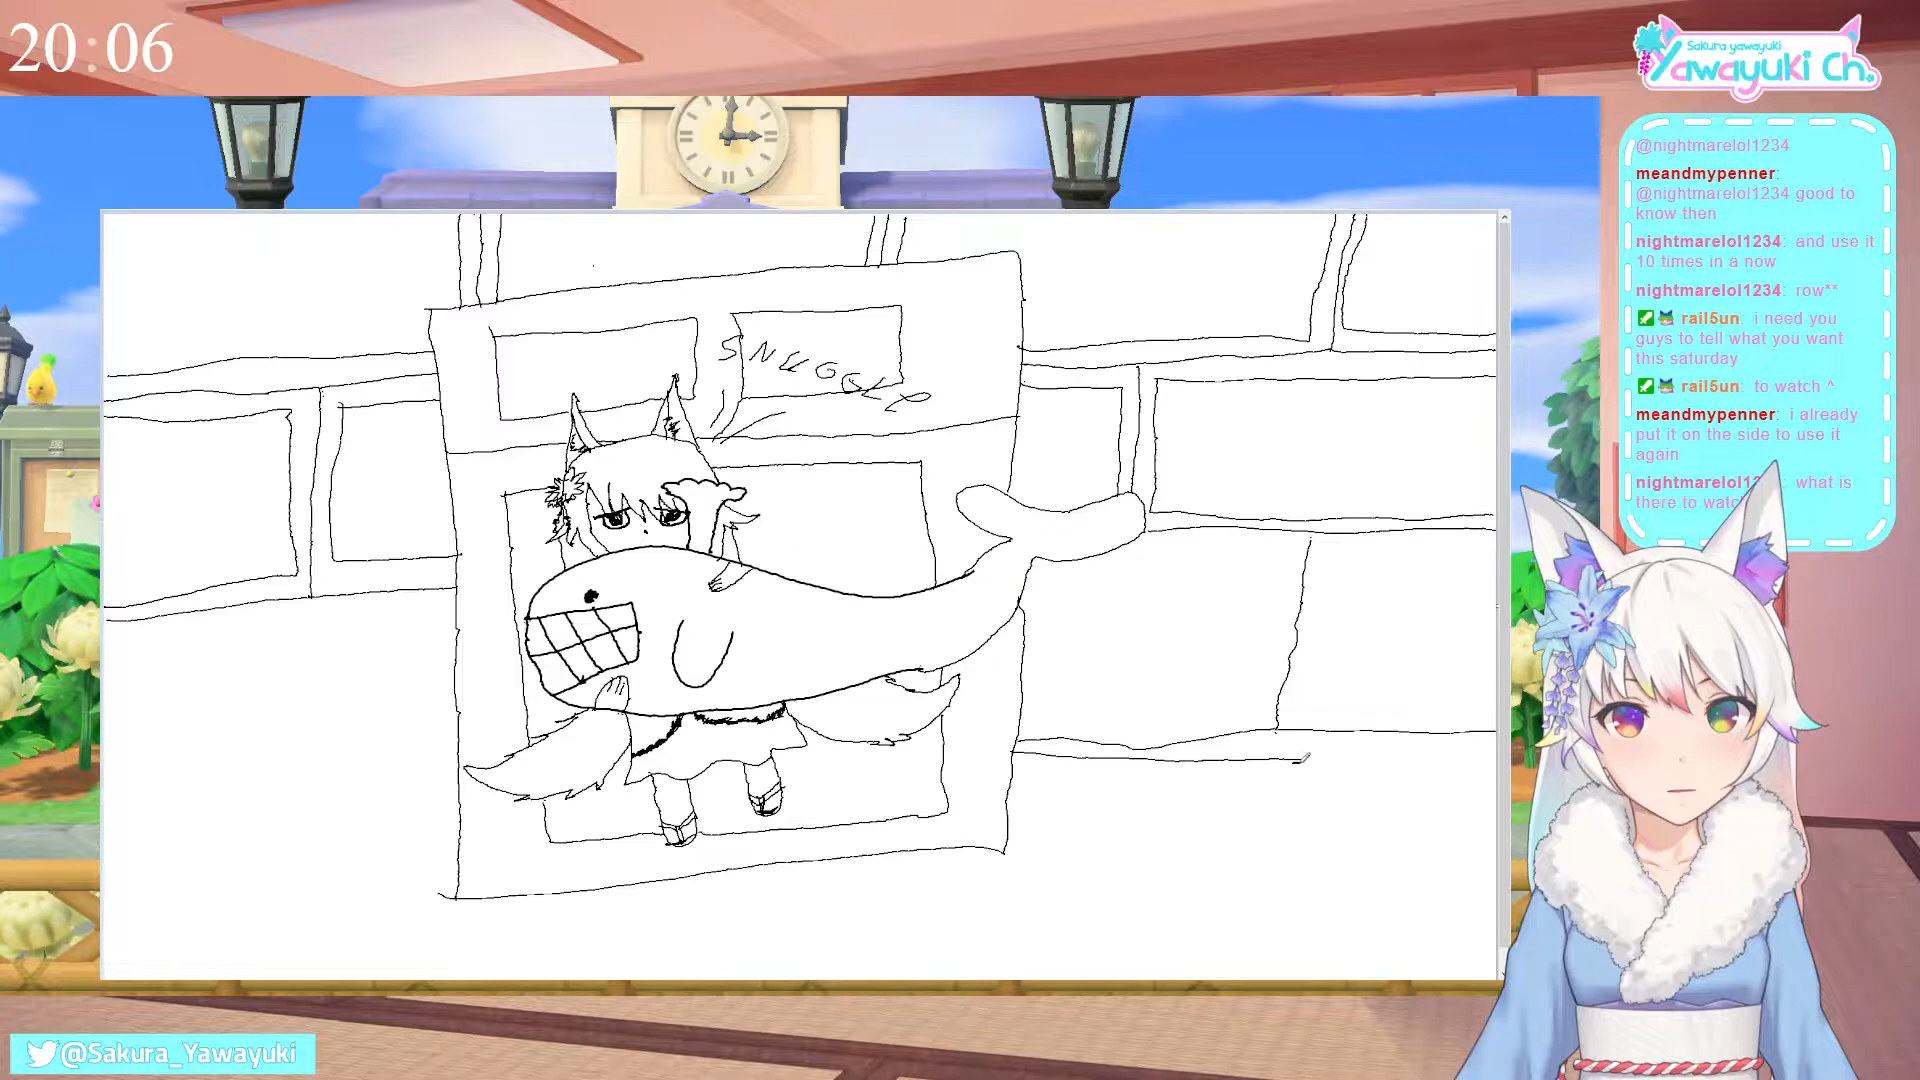 20:06
Sakura yawayuki
Yawayuki Ch.
@nightmarelol1234
meandmypenner:
@nightmarelol1234 good to
know then
nightmarelol1234: and use it
10 times in a now
nightmarelol1234: row**
rail5un: i need you
guys to tell what you want
this saturday
rail5un: to watch ^
meandmypenner: i already
put it on the side to use it
again
nightmarelol12 what is
there to watc
SNUGGLE
@Sakura_Yawayuki